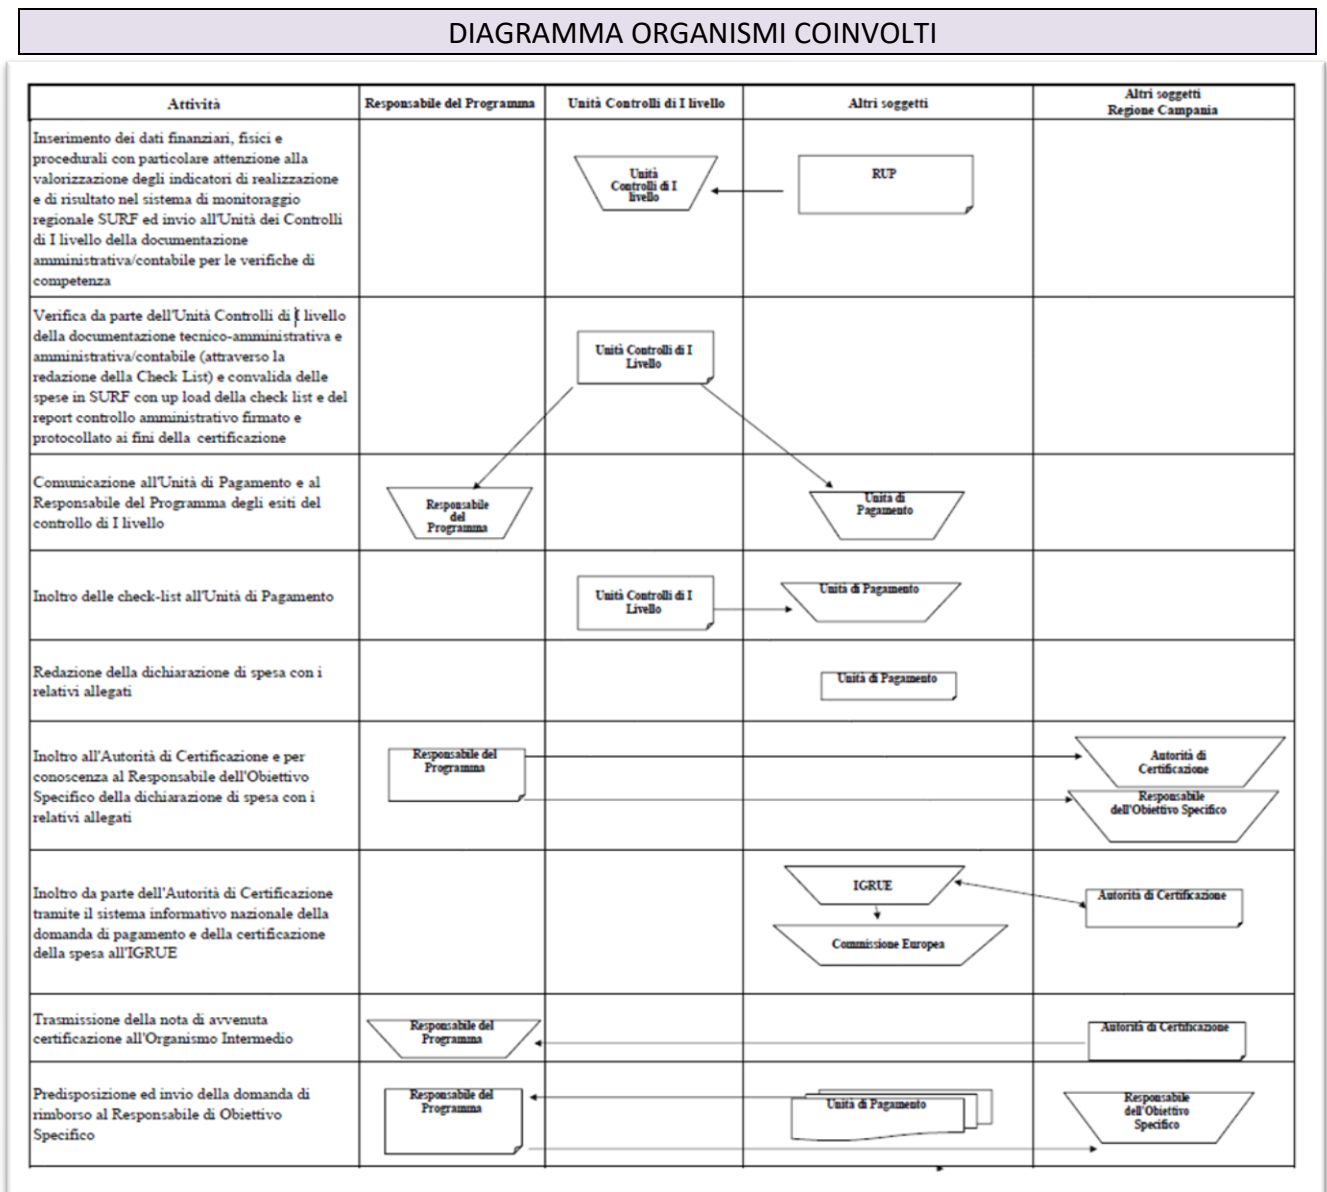 DIAGRAMMA ORGANISMI COINVOLTI
Attività
Responsabile del Programma
Unità Controlli di I livello
Altri soggetti
Altri soggetti
Regione Campania
Inserimento dei dati finanziari, fisici e
procedurali con particolare attenzione alla
valorizzazione degli indicatori di realizzazione
e di risultato nel sistema di monitoraggio
regionale SURF ed invio all'Unità dei Controlli
di I livello della documentazione
amministrativa/contabile per le verifiche di
competenza
Unità
Controlli di I
livello
RUP
Verifica da parte dell'Unità Controlli di I livello
della documentazione tecnico-amministrativa e
amministrativa/contabile (attraverso la
redazione della Check List) e convalida delle
spese in SURF con up load della check list e del
report controllo amministrativo firmato e
protocollato ai fini della certificazione
Unità Controlli di I
Livello
Comunicazione all'Unità di Pagamento e al
Responsabile del Programma degli esiti del
controllo di I livello
Responsabile
del
Programma
Unità di
Pagamento
Inoltro delle check-list all'Unità di Pagamento
Unità Controlli di I
Livello
Unità di Pagamento
Redazione della dichiarazione di spesa con i
relativi allegati
Unità di Pagamento
Inoltro all'Autorità di Certificazione e per
conoscenza al Responsabile dell'Obiettivo
Specifico della dichiarazione di spesa con i
relativi allegati
Responsabile del
Programma
Autorità di
Certificazione
Responsabile
dell'Obiettivo Specifico
Inoltro da parte dell'Autorità di Certificazione
tramite il sistema informativo nazionale della
domanda di pagamento e della certificazione
della spesa all'IGRUE
IGRUE
Commissione Europea
Autorità di Certificazione
Trasmissione della nota di avvenuta
certificazione all'Organismo Intermedio
Responsabile del
Programma
Autorità di Certificazione
Predisposizione ed invio della domanda di
rimborso al Responsabile di Obiettivo
Specifico
Responsabile del
Programma
Unità di Pagamento
Responsabile
dell'Obiettivo
Specifico